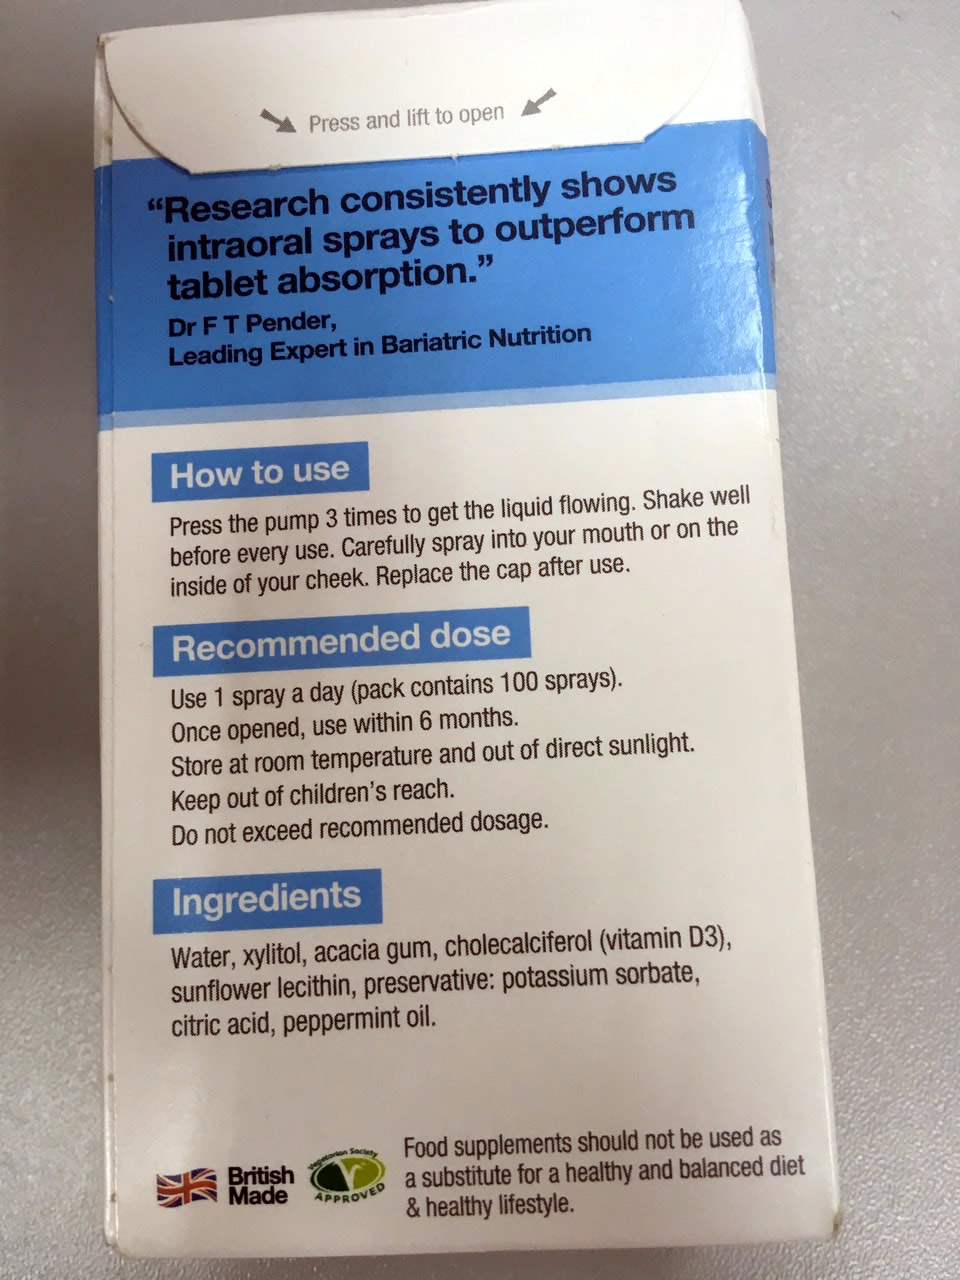 Press and lift to open
“Research consistently shows
intraoral sprays to outperform
tablet absorption.”
Dr F T Pender,
Leading Expert in Bariatric Nutrition
How to use
Press the pump 3 times to get the liquid flowing. Shake well
before every use. Carefully spray into your mouth or on the
inside of your cheek. Replace the cap after use.
Recommended dose
Use 1 spray a day (pack contains 100 sprays).
Once opened, use within 6 months.
Store at room temperature and out of direct sunlight.
Keep out of children’s reach.
Do not exceed recommended dosage.
Ingredients
Water, xylitol, acacia gum, cholecalciferol (vitamin D3),
sunflower lecithin, preservative: potassium sorbate,
citric acid, peppermint oil.
British
Made
Vegetarian Society
APPROVED
Food supplements should not be used as
a substitute for a healthy and balanced diet
& healthy lifestyle.